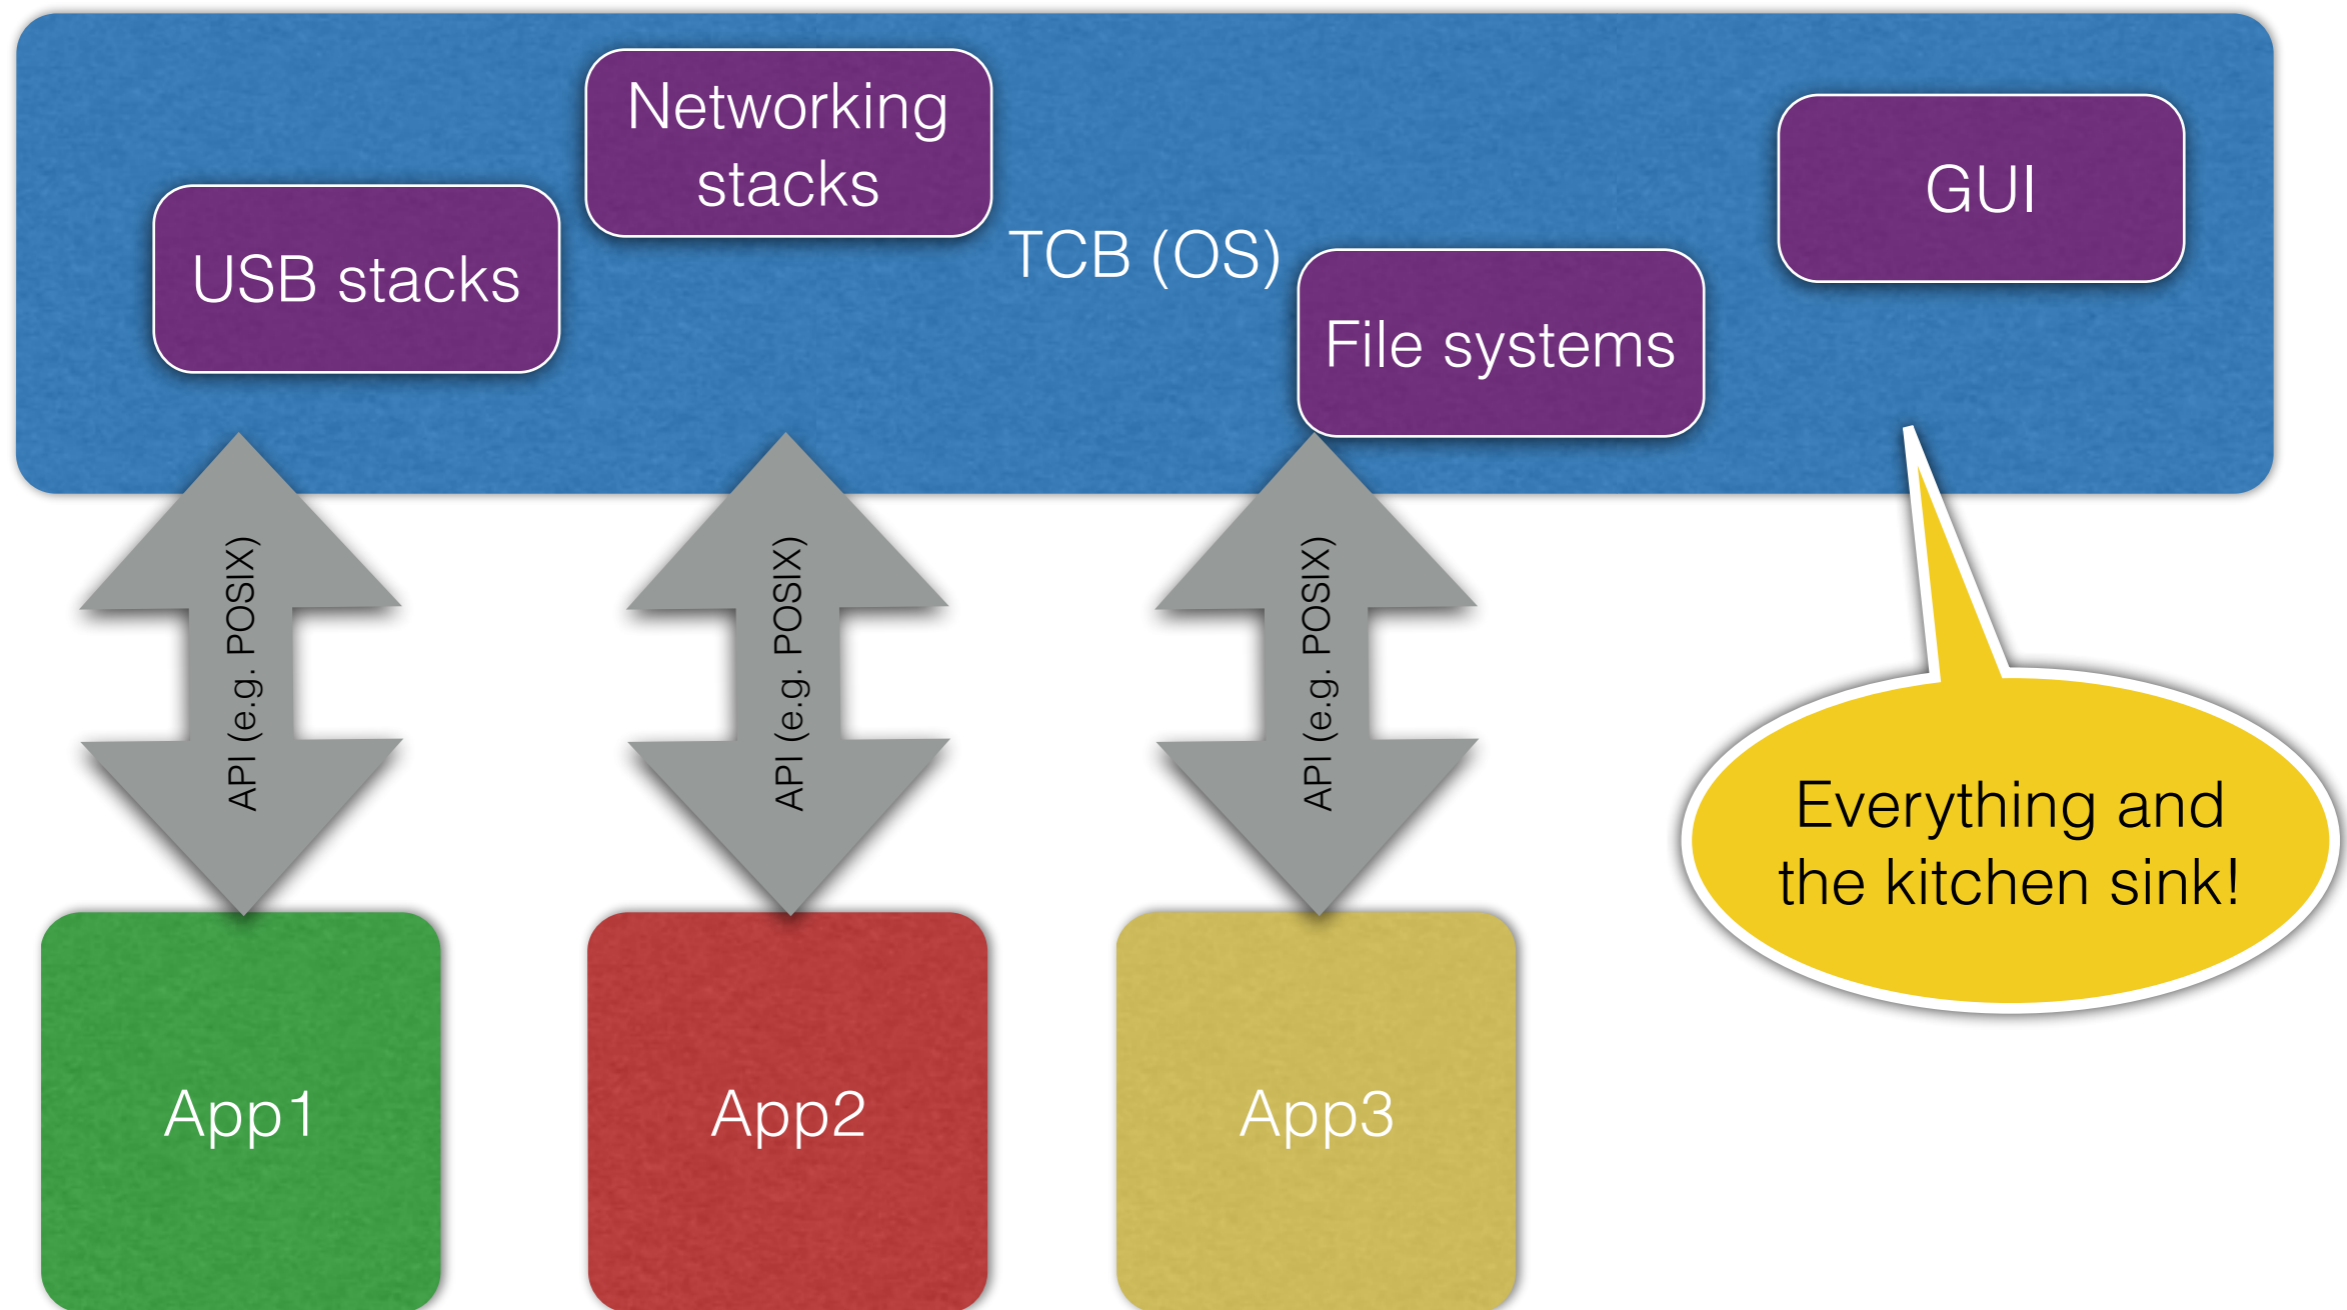 Networking
stacks
GUI
USB stacks
TCB (OS)
File systems
API (e.g. POSIX)
API (e.g. POSIX)
API (e.g. POSIX)
Everything and
the kitchen sink!
App1
App2
App3